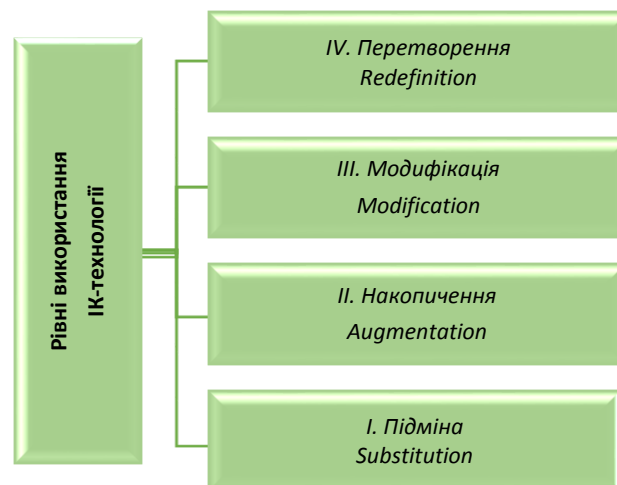 Рівні використання
ІК-технології
IV. Перетворення
Redefinition
III. Модифікація
Modification
II. Накопичення
Augmentation
I. Підміна
Substitution